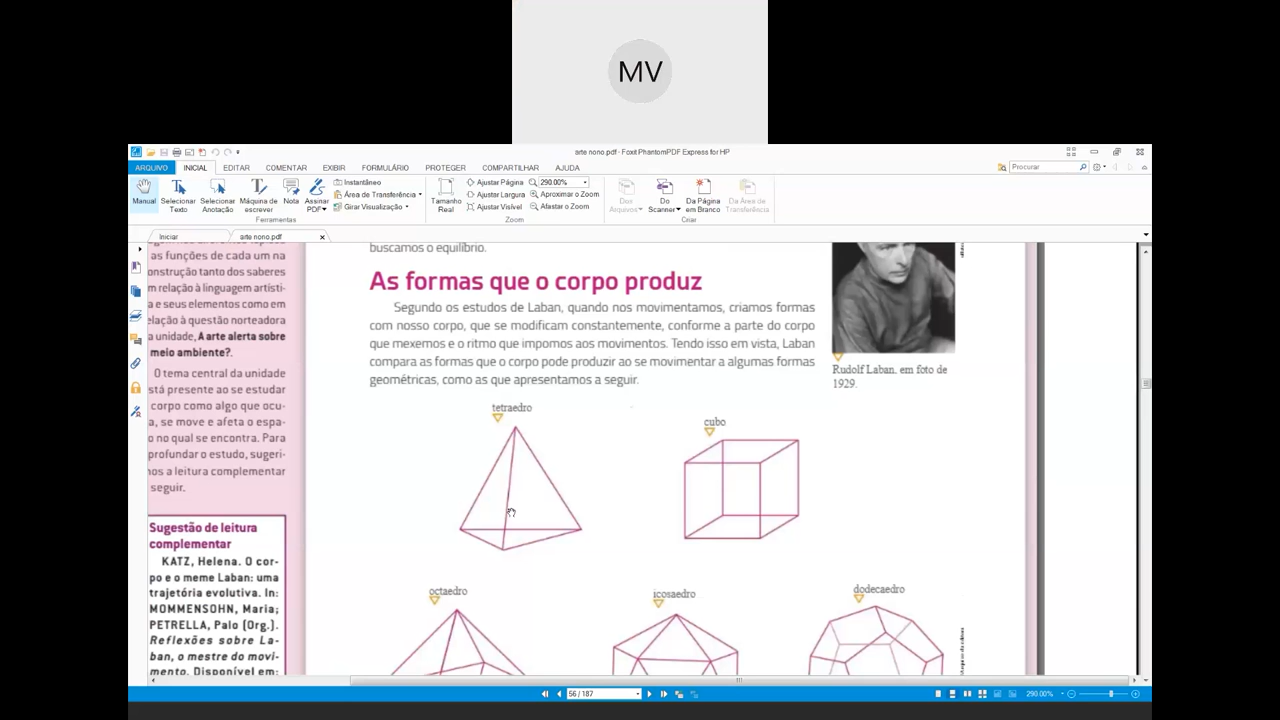 MV
arte nono.pdf - Foxit PhantomPDF Express for HP
ARQUIVO INICIAL EDITAR COMENTAR EXIBIR FORMULÁRIO PROTEGER COMPARTILHAR AJUDA
Procurar
Manual
Selecionar Texto
Selecionar Anotação
Máquina de escrever
Nota
Assinar PDF
Instantâneo
Área de Transferência
Girar Visualização
Ferramentas
Tamanho Real
Ajustar Página
Ajustar Largura
Ajustar Visível
290.00%
Aproximar o Zoom
Afastar o Zoom
Zoom
Dos Arquivos
Do Scanner
Da Página em Branco
Da Área de Transferência
Criar
Iniciar
arte nono.pdf
as funções de cada um na
onstrução tanto dos saberes
m relação à linguagem artísti-
a e seus elementos como em
elação à questão norteadora
a unidade, A arte alerta sobre
meio ambiente?.
O tema central da unidade
stá presente ao se estudar
corpo como algo que ocu-
a, se move e afeta o espa-
o no qual se encontra. Para
profundar o estudo, sugeri-
nos a leitura complementar
seguir.
Sugestão de leitura
complementar
KATZ, Helena. O cor-
po e o meme Laban: uma
trajetória evolutiva. In:
MOMMENSOHN, Maria;
PETRELLA, Palo (Org.).
Reflexões sobre La-
ban, o mestre do movi-
mento. Disponível em:
buscamos o equilíbrio.
As formas que o corpo produz
Segundo os estudos de Laban, quando nos movimentamos, criamos formas
com nosso corpo, que se modificam constantemente, conforme a parte do corpo
que mexemos e o ritmo que impomos aos movimentos. Tendo isso em vista, Laban
compara as formas que o corpo pode produzir ao se movimentar a algumas formas
geométricas, como as que apresentamos a seguir.
Rudolf Laban, em foto de
1929.
tetraedro
cubo
octaedro
icosaedro
dodecaedro
56 / 187
290.00%